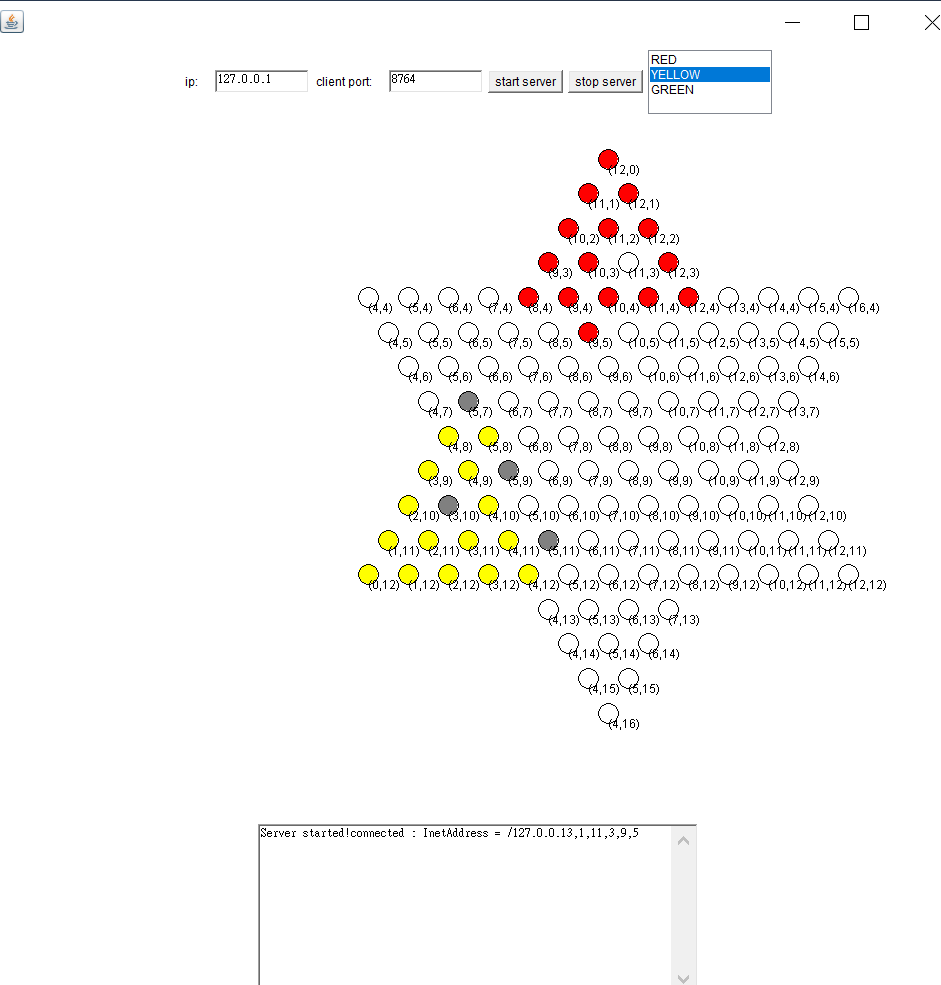 RED
ip: 127.0.0.1 client port: 8764 start server stop server YELLOW
GREEN
(12,0)
(11,1) (12,1)
(10,2) (11,2) (12,2)
(9,3) (10,3) (11,3) (12,3)
(4,4) (5,4) (6,4) (7,4) (8,4) (9,4) (10,4) (11,4) (12,4) (13,4) (14,4) (15,4) (16,4)
(4,5) (5,5) (6,5) (7,5) (8,5) (9,5) (10,5) (11,5) (12,5) (13,5) (14,5) (15,5)
(4,6) (5,6) (6,6) (7,6) (8,6) (9,6) (10,6) (11,6) (12,6) (13,6) (14,6)
(4,7) (5,7) (6,7) (7,7) (8,7) (9,7) (10,7) (11,7) (12,7) (13,7)
(4,8) (5,8) (6,8) (7,8) (8,8) (9,8) (10,8) (11,8) (12,8)
(3,9) (4,9) (5,9) (6,9) (7,9) (8,9) (9,9) (10,9) (11,9) (12,9)
(2,10) (3,10) (4,10) (5,10) (6,10) (7,10) (8,10) (9,10) (10,10) (11,10) (12,10)
(1,11) (2,11) (3,11) (4,11) (5,11) (6,11) (7,11) (8,11) (9,11) (10,11) (11,11) (12,11)
(0,12) (1,12) (2,12) (3,12) (4,12) (5,12) (6,12) (7,12) (8,12) (9,12) (10,12) (11,12) (12,12)
(4,13) (5,13) (6,13) (7,13)
(4,14) (5,14) (6,14)
(4,15) (5,15)
(4,16)
Server started!connected : InetAddress = /127.0.0.13,1,11,3,9,5